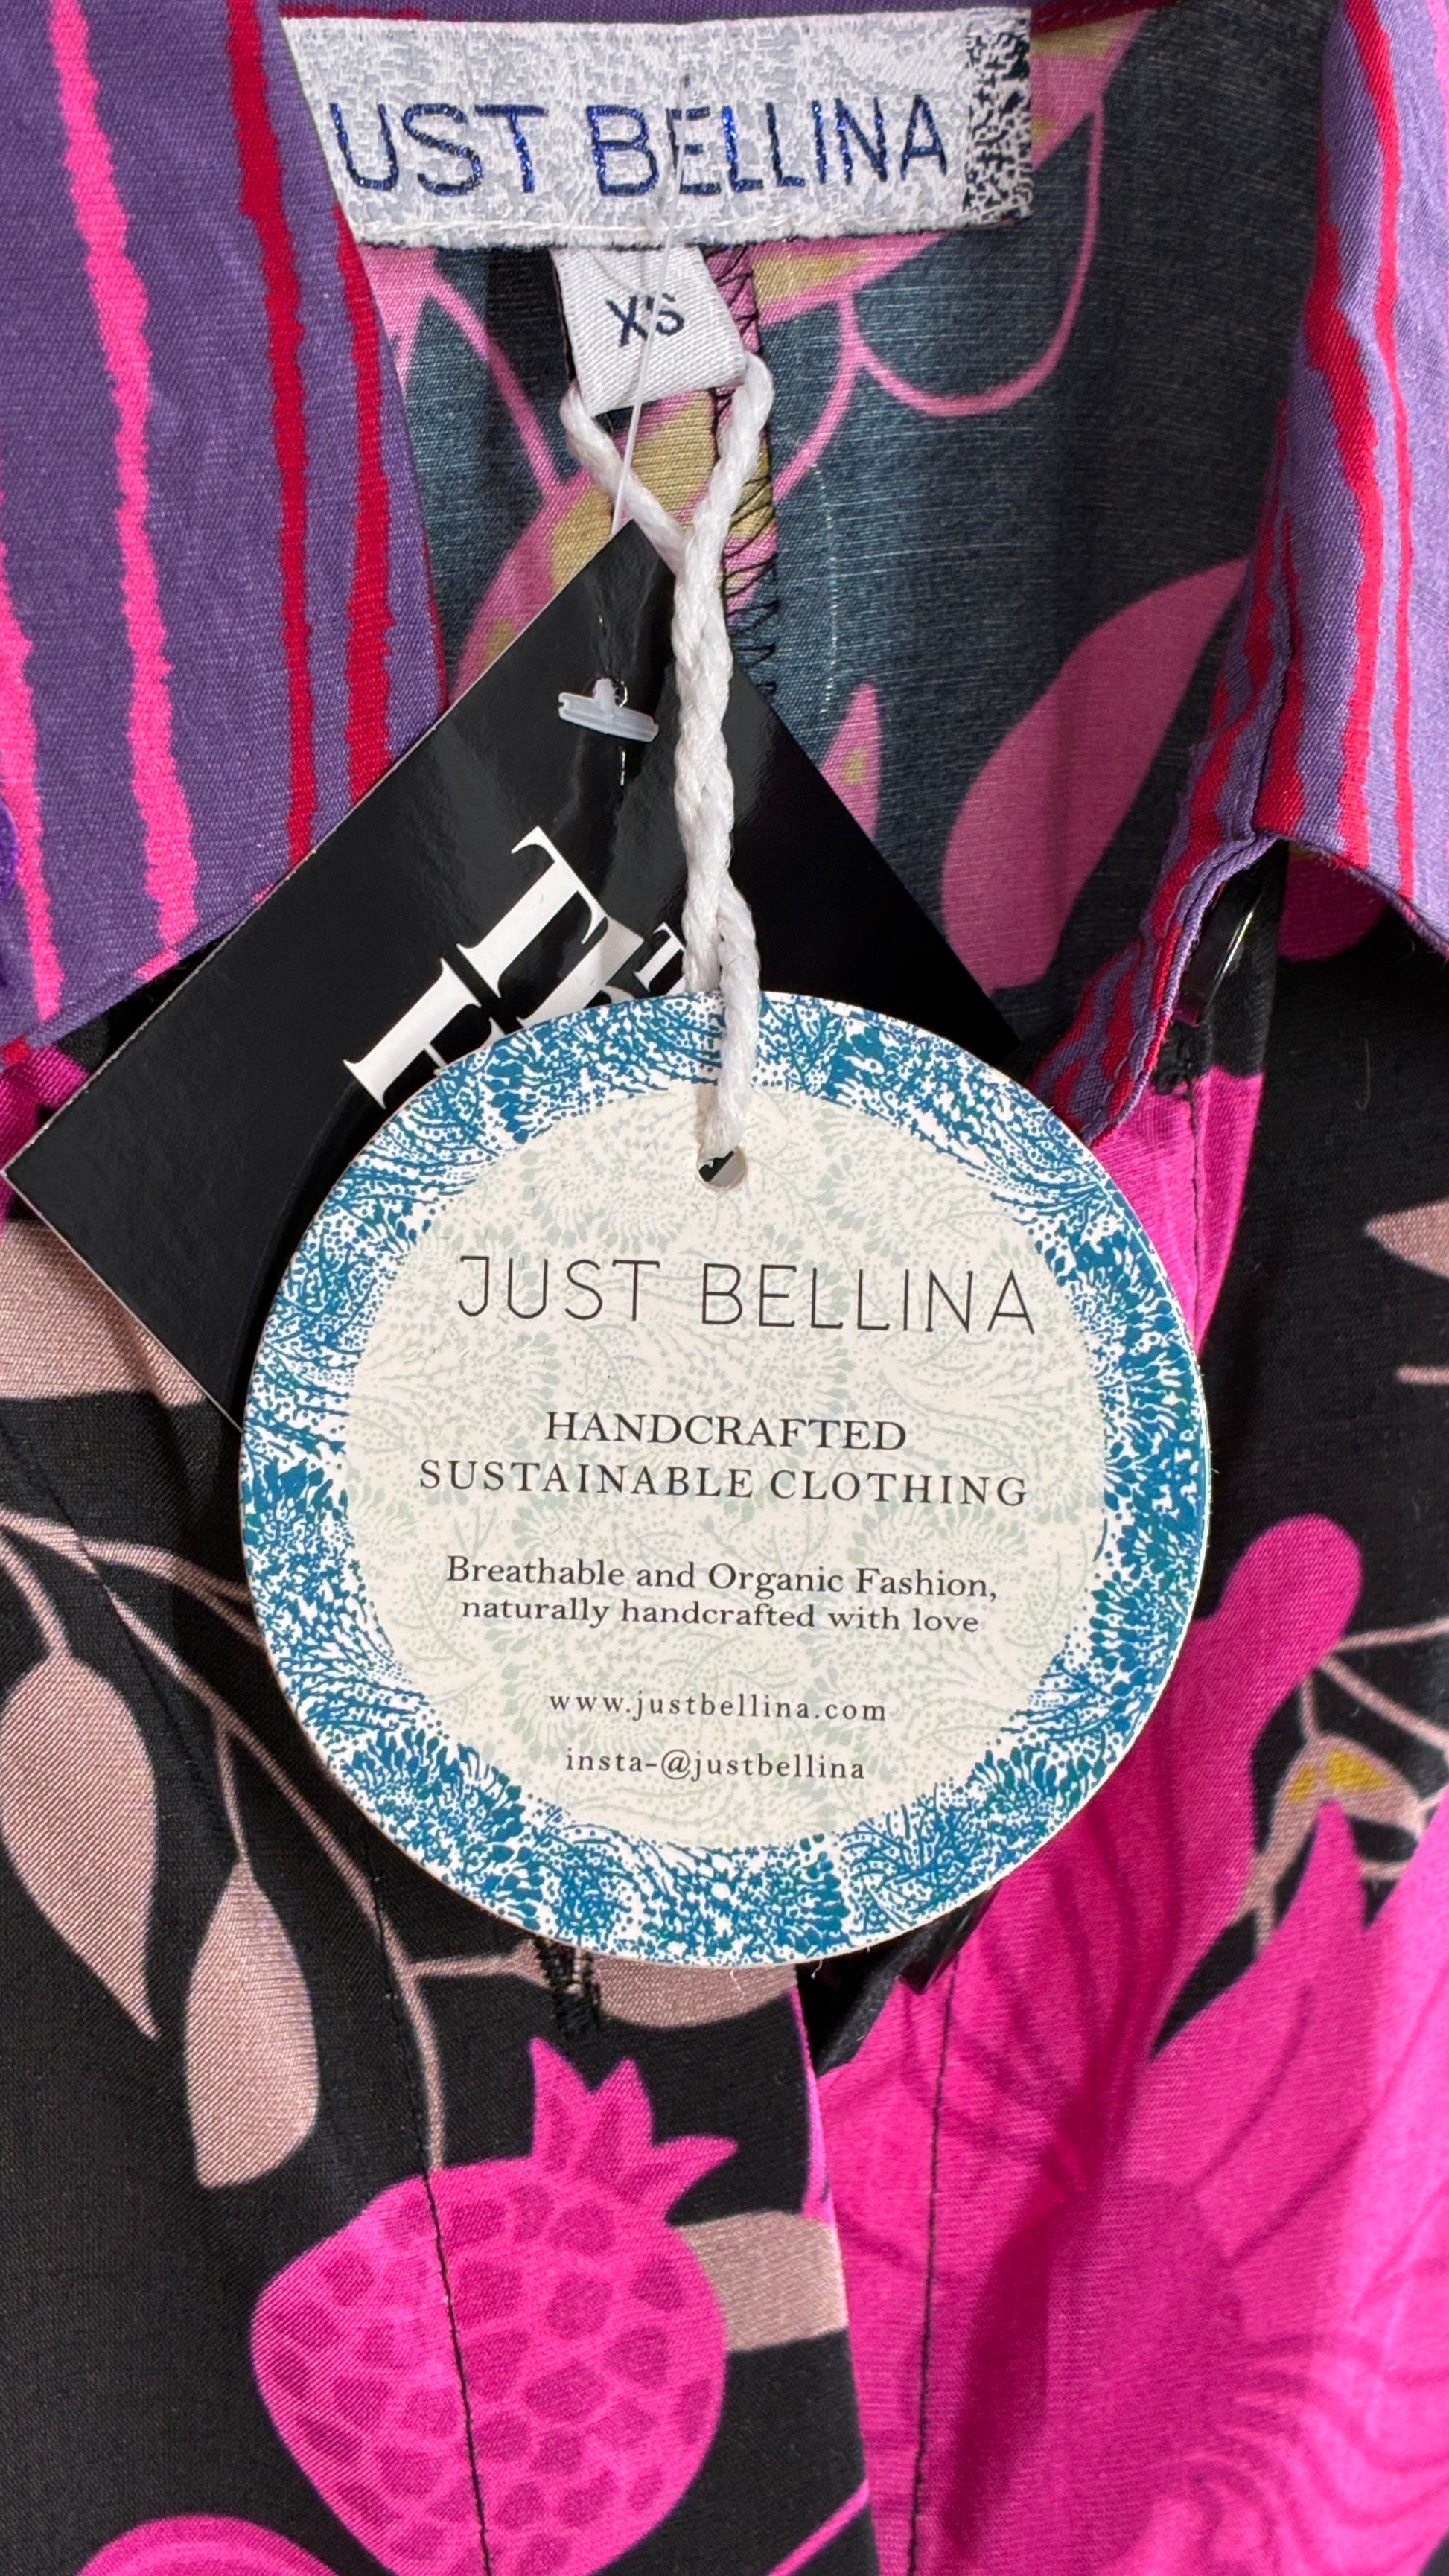 UST BELLINA
XS
JUST BELLINA
HANDCRAFTED
SUSTAINABLE CLOTHING
Breathable and Organic Fashion,
naturally handcrafted with love
www.justbellina.com
insta-@justbellina